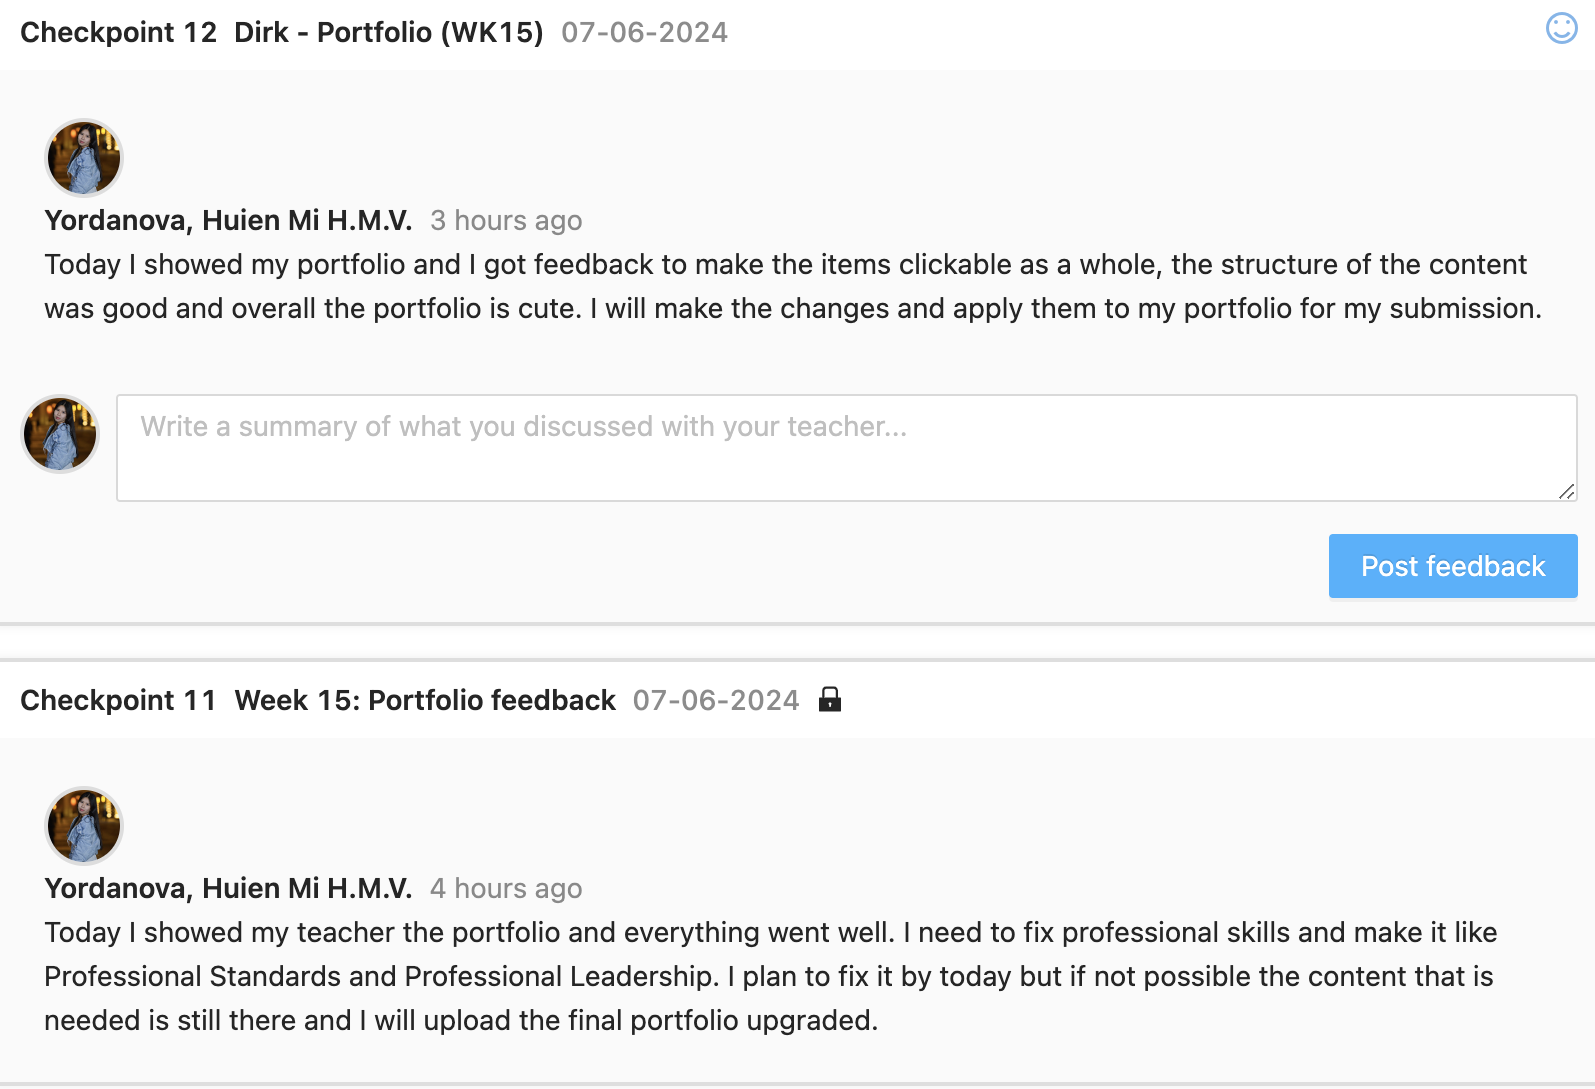 Checkpoint 12 Dirk - Portfolio (WK15) 07-06-2024
Yordanova, Huien Mi H.M.V. 3 hours ago
Today I showed my portfolio and I got feedback to make the items clickable as a whole, the structure of the content
was good and overall the portfolio is cute. I will make the changes and apply them to my portfolio for my submission.
Write a summary of what you discussed with your teacher...
Post feedback
Checkpoint 11 Week 15: Portfolio feedback 07-06-2024
Yordanova, Huien Mi H.M.V. 4 hours ago
Today I showed my teacher the portfolio and everything went well. I need to fix professional skills and make it like
Professional Standards and Professional Leadership. I plan to fix it by today but if not possible the content that is
needed is still there and I will upload the final portfolio upgraded.